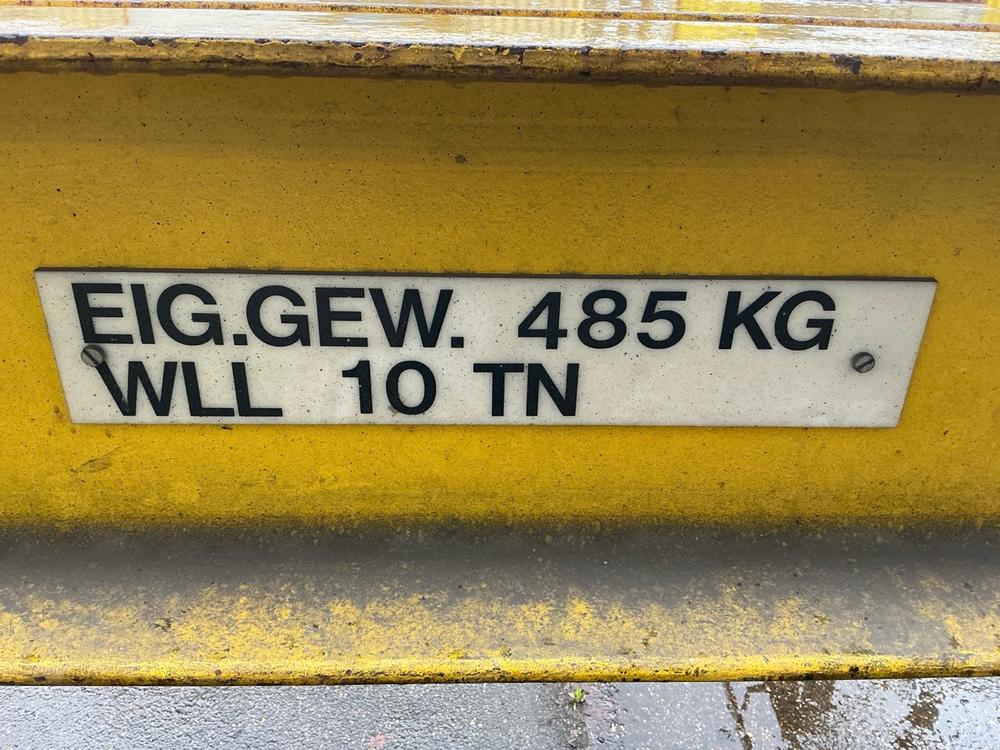 EIG.GEW. 485 KG
WLL 10 TN